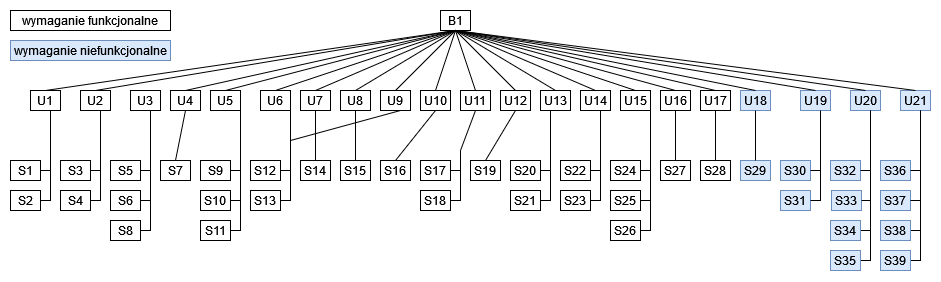 wymaganie funkcjonalne
B1
wymaganie niefunkcjonalne
U1 U2 U3 U4 U5 U6 U7 U8 U9 U10 U11 U12 U13 U14 U15 U16 U17 U18 U19 U20 U21
S1 S3 S5 S7 S9 S12 S14 S15 S16 S17 S19 S20 S22 S24 S27 S28 S29 S30 S32 S36
S2 S4 S6 S10 S13 S18 S21 S23 S25 S31 S33 S37
S8 S11 S26 S34 S38
S35 S39